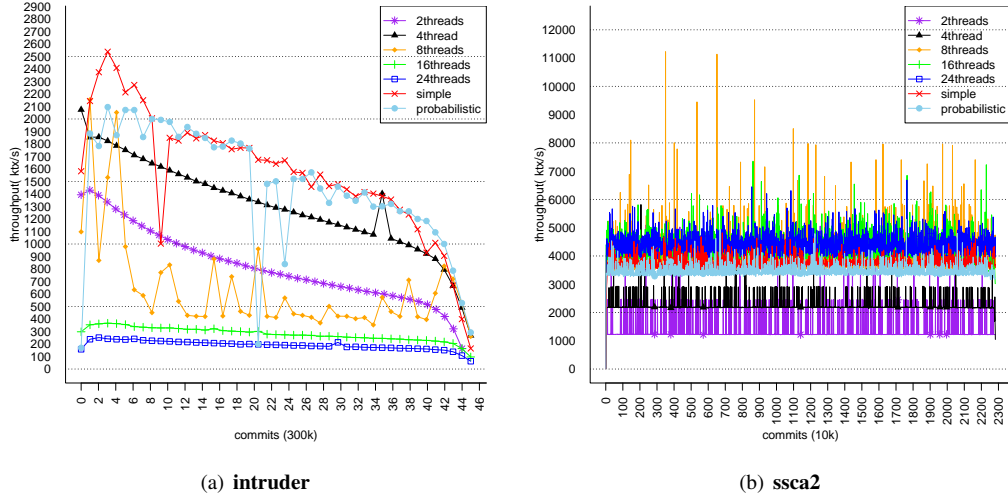 2900
2800
2700
2600
2500
2400
2300
2200
2100
2000
1900
1800
1700
1600
1500
1400
1300
1200
1100
1000
900
800
700
600
500
400
300
200
100
0
throughput( ktx/s)
2threads
4thread
8threads
16threads
24threads
simple
probabilistic
0 2 4 6 8 10 12 14 16 18 20 22 24 26 28 30 32 34 36 38 40 42 44 46
commits (300k)
(a) intruder
12000
11000
10000
9000
8000
7000
6000
5000
4000
3000
2000
1000
0
throughput( ktx/s)
2threads
4thread
8threads
16threads
24threads
simple
probabilistic
0 100 200 300 400 500 600 700 800 900 1000 1100 1200 1300 1400 1500 1600 1700 1800 1900 2000 2100 2200 2300
commits (10k)
(b) ssca2